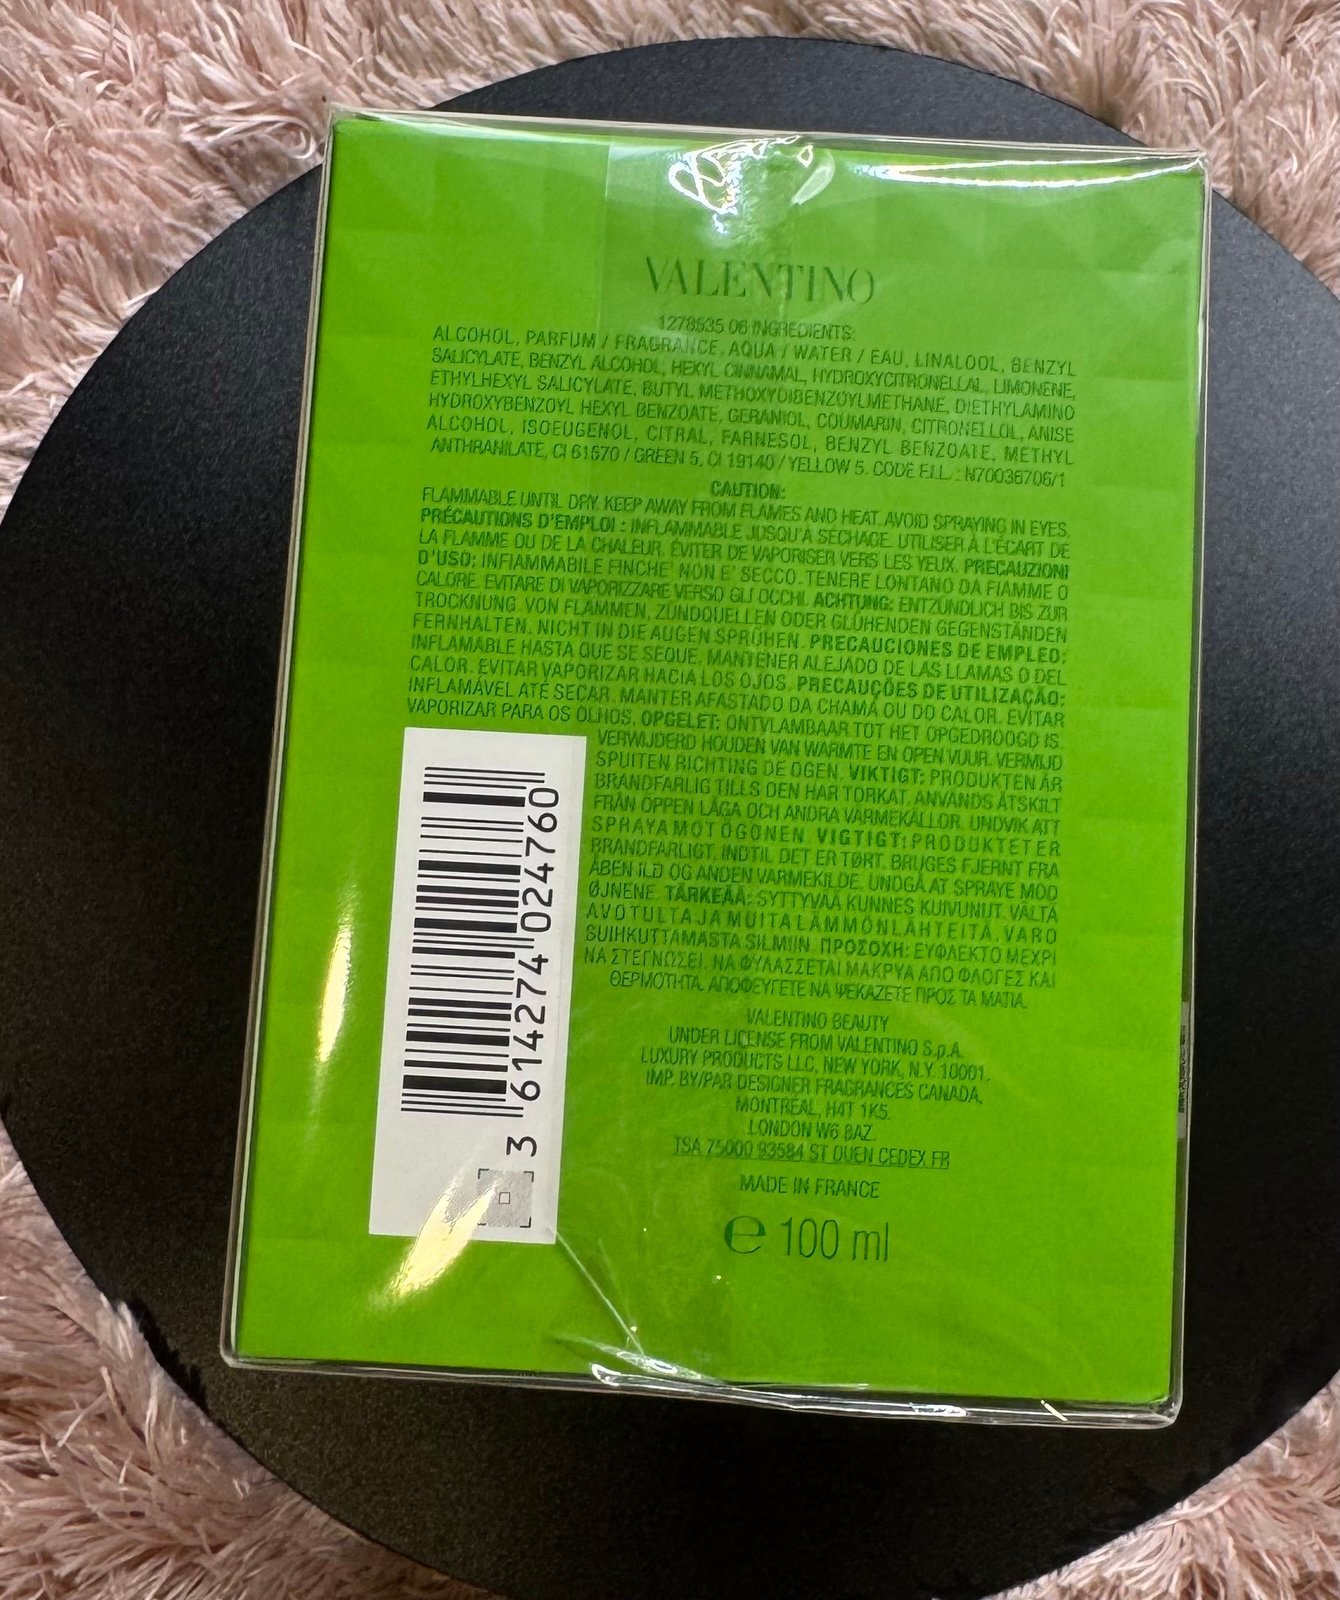 VALENTINO
1278535 06 INGREDIENTS:
ALCOHOL, PARFUM / FRAGRANCE, AQUA / WATER / EAU, LINALOOL, BENZYL
SALICYLATE, BENZYL ALCOHOL, HEXYL CINNAMAL, HYDROXYCITRONELLAL, LIMONENE,
ETHYLHEXYL SALICYLATE, BUTYL METHOXYDIBENZOYLMETHANE, DIETHYLAMINO
HYDROXYBENZOYL HEXYL BENZOATE, GERANIOL, COUMARIN, CITRONELLOL, ANISE
ALCOHOL, ISOEUGENOL, CITRAL, FARNESOL, BENZYL BENZOATE, METHYL
ANTHRANILATE, CI 61570 / GREEN 5, CI 19140 / YELLOW 5. CODE F.I.L. : N70036706/1
CAUTION:
FLAMMABLE UNTIL DRY. KEEP AWAY FROM FLAMES AND HEAT. AVOID SPRAYING IN EYES.
PRÉCAUTIONS D'EMPLOI : INFLAMMABLE JUSQU'À SÉCHAGE. UTILISER À L'ÉCART DE
LA FLAMME OU DE LA CHALEUR. ÉVITER DE VAPORISER VERS LES YEUX. PRECAUZIONI
D'USO: INFIAMMABILE FINCHE' NON E' SECCO. TENERE LONTANO DA FIAMME O
CALORE. EVITARE DI VAPORIZZARE VERSO GLI OCCHI. ACHTUNG: ENTZÜNDLICH BIS ZUR
TROCKNUNG. VON FLAMMEN, ZÜNDQUELLEN ODER GLÜHENDEN GEGENSTÄNDEN
FERNHALTEN. NICHT IN DIE AUGEN SPRÜHEN. PRECAUCIONES DE EMPLEO:
INFLAMABLE HASTA QUE SE SEQUE. MANTENER ALEJADO DE LAS LLAMAS O DEL
CALOR. EVITAR VAPORIZAR HACIA LOS OJOS. PRECAUÇÕES DE UTILIZAÇÃO:
INFLAMÁVEL ATÉ SECAR. MANTER AFASTADO DA CHAMA OU DO CALOR. EVITAR
VAPORIZAR PARA OS OLHOS. OPGELET: ONTVLAMBAAR TOT HET OPGEDROOGD IS.
VERWIJDERD HOUDEN VAN WARMTE EN OPEN VUUR. VERMIJD
SPUITEN RICHTING DE OGEN. VIKTIGT: PRODUKTEN ÄR
BRANDFARLIG TILLS DEN HAR TORKAT. ANVÄNDS ÅTSKILT
FRÅN ÖPPEN LÅGA OCH ANDRA VÄRMEKÄLLOR. UNDVIK ATT
SPRAYA MOT ÖGONEN. VIGTIGT: PRODUKTET ER
BRANDFARLIGT, INDTIL DET ER TØRT. BRUGES FJERNT FRA
ÅBEN ILD OG ANDEN VARMEKILDE. UNDGÅ AT SPRAYE MOD
ØJNENE. TÄRKEÄÄ: SYTTYVÄÄ KUNNES KUIVUNUT. VÄLTÄ
AVOTULTA JA MUITA LÄMMÖNLÄHTEITÄ, VARO
SUIHKUTTAMASTA SILMIIN. ΠΡΟΣΟΧΗ: ΕΥΦΛΕΚΤΟ ΜΕΧΡΙ
ΝΑ ΣΤΕΓΝΩΣΕΙ. ΝΑ ΦΥΛΑΣΣΕΤΑΙ ΜΑΚΡΥΑ ΑΠΟ ΦΛΟΓΕΣ ΚΑΙ
ΘΕΡΜΟΤΗΤΑ. ΑΠΟΦΕΥΓΕΤΕ ΝΑ ΨΕΚΑΖΕΤΕ ΠΡΟΣ ΤΑ ΜΑΤΙΑ.
VALENTINO BEAUTY
UNDER LICENSE FROM VALENTINO S.p.A.
LUXURY PRODUCTS LLC, NEW YORK, N.Y. 10001.
IMP. BY/PAR DESIGNER FRAGRANCES CANADA,
MONTREAL, H4T 1K5.
LONDON W6 8AZ.
TSA 75000 93584 ST OUEN CEDEX FR
MADE IN FRANCE
℮ 100 ml
3 614274 024760